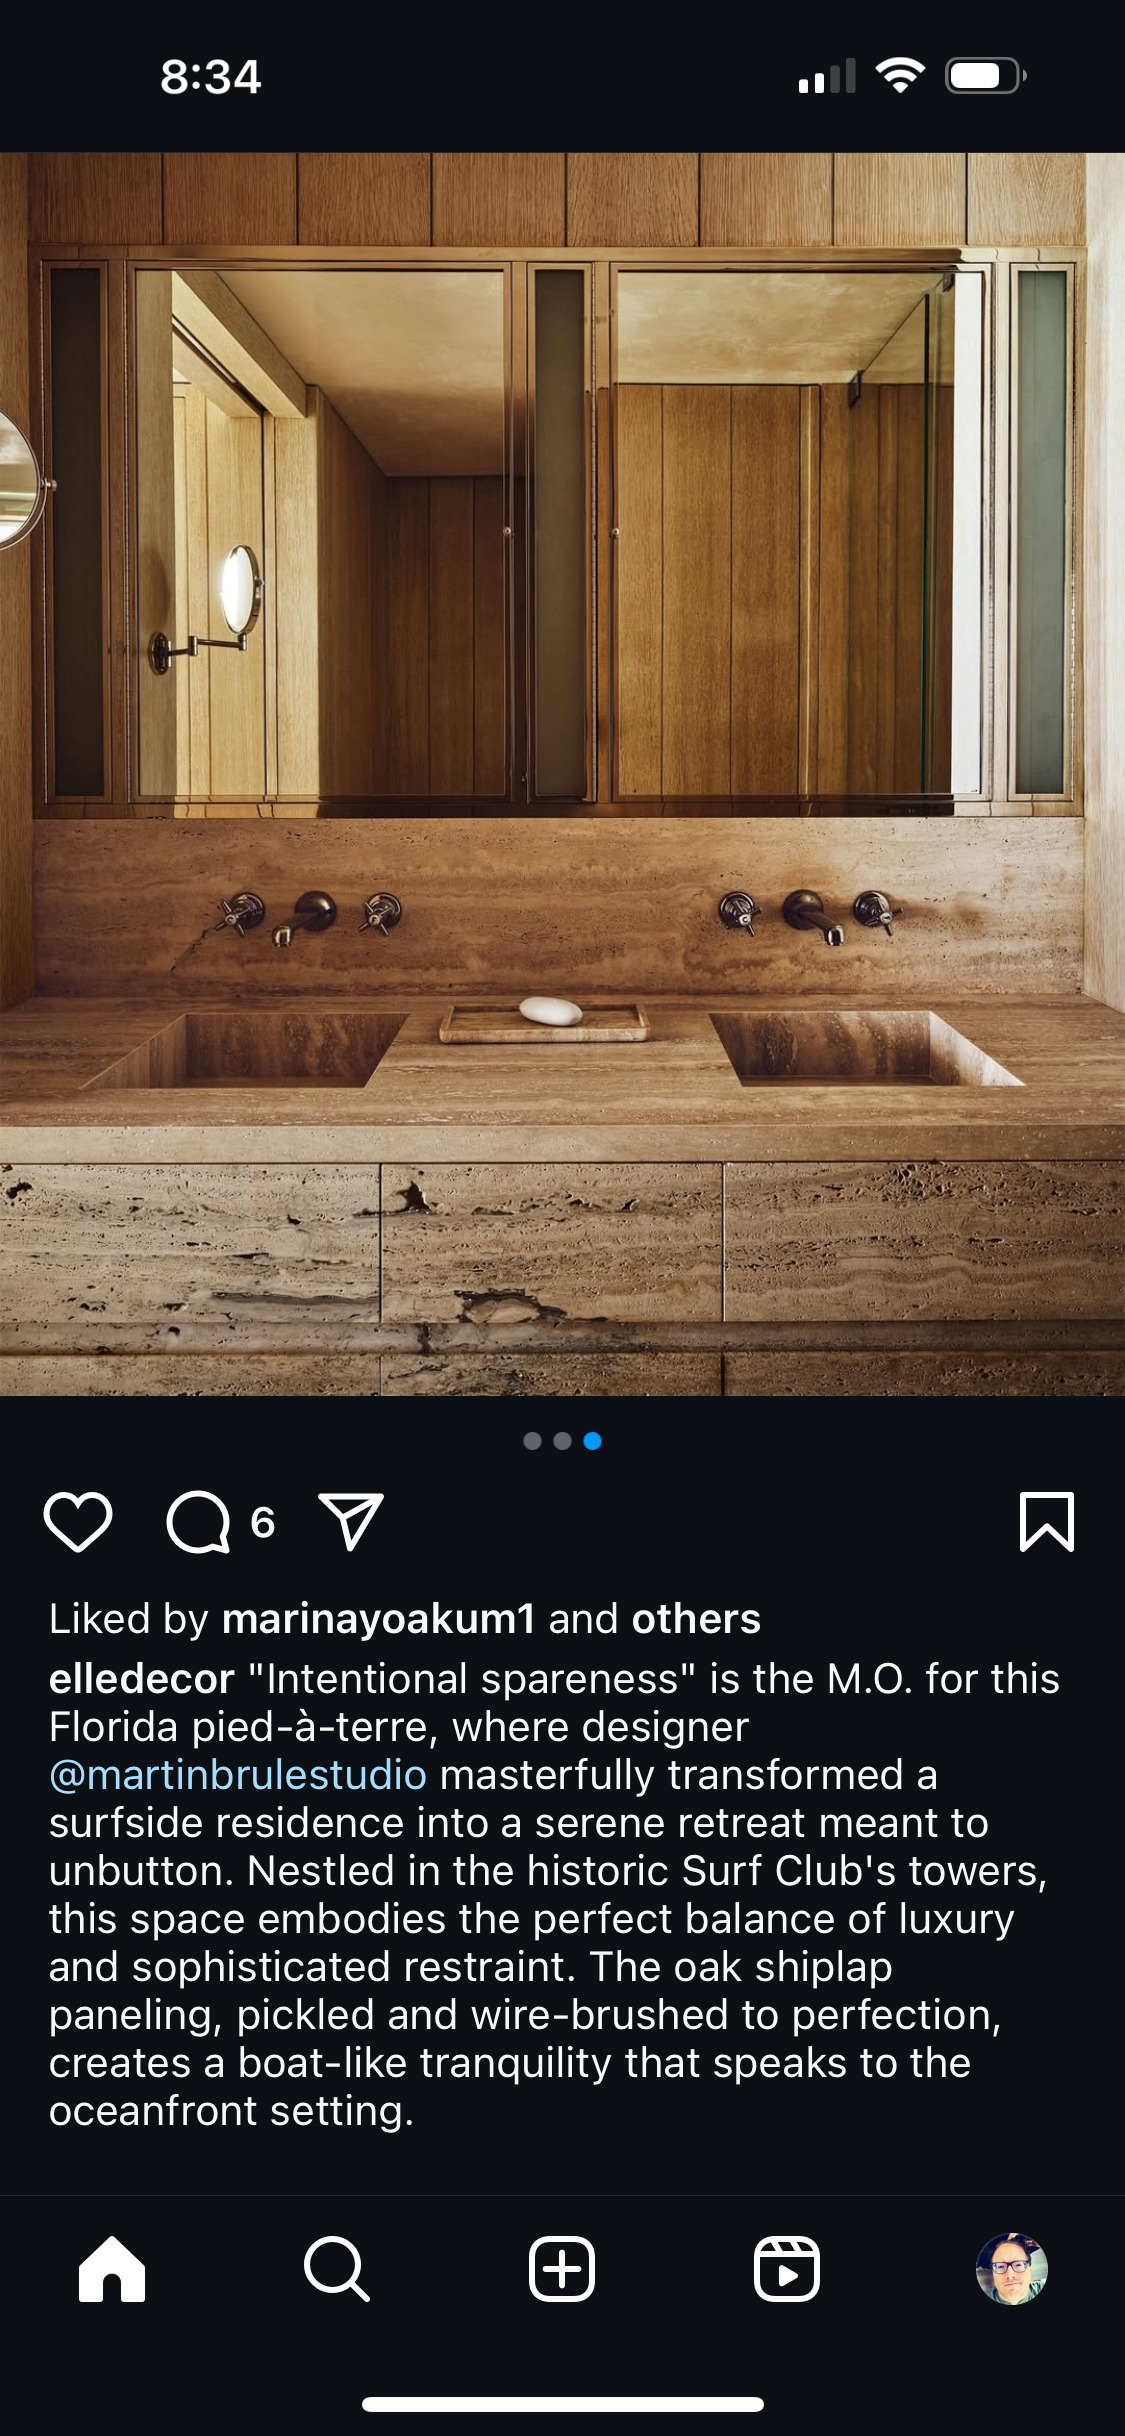 8:34
6
Liked by marinayoakum1 and others
elledecor "Intentional spareness" is the M.O. for this
Florida pied-à-terre, where designer
@martinbrulestudio masterfully transformed a
surfside residence into a serene retreat meant to
unbutton. Nestled in the historic Surf Club's towers,
this space embodies the perfect balance of luxury
and sophisticated restraint. The oak shiplap
paneling, pickled and wire-brushed to perfection,
creates a boat-like tranquility that speaks to the
oceanfront setting.